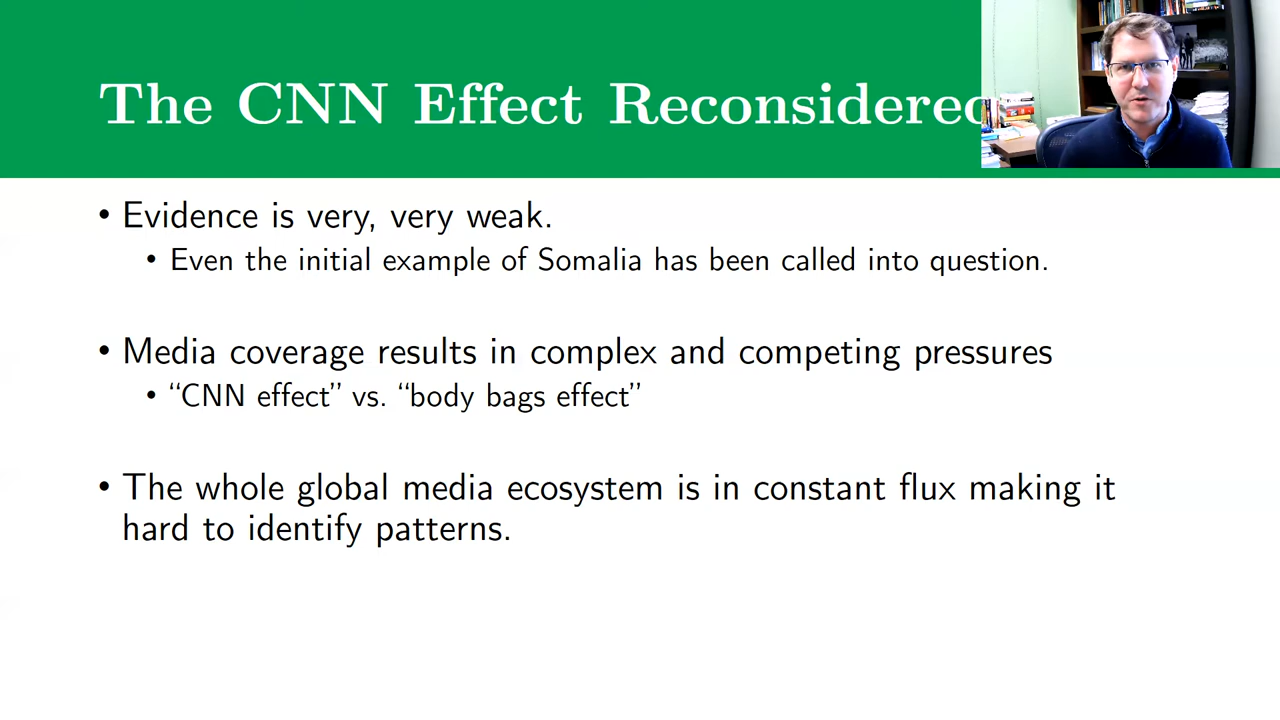 The CNN Effect Reconsidered
• Evidence is very, very weak.
• Even the initial example of Somalia has been called into question.
• Media coverage results in complex and competing pressures
• “CNN effect” vs. “body bags effect”
• The whole global media ecosystem is in constant flux making it
hard to identify patterns.